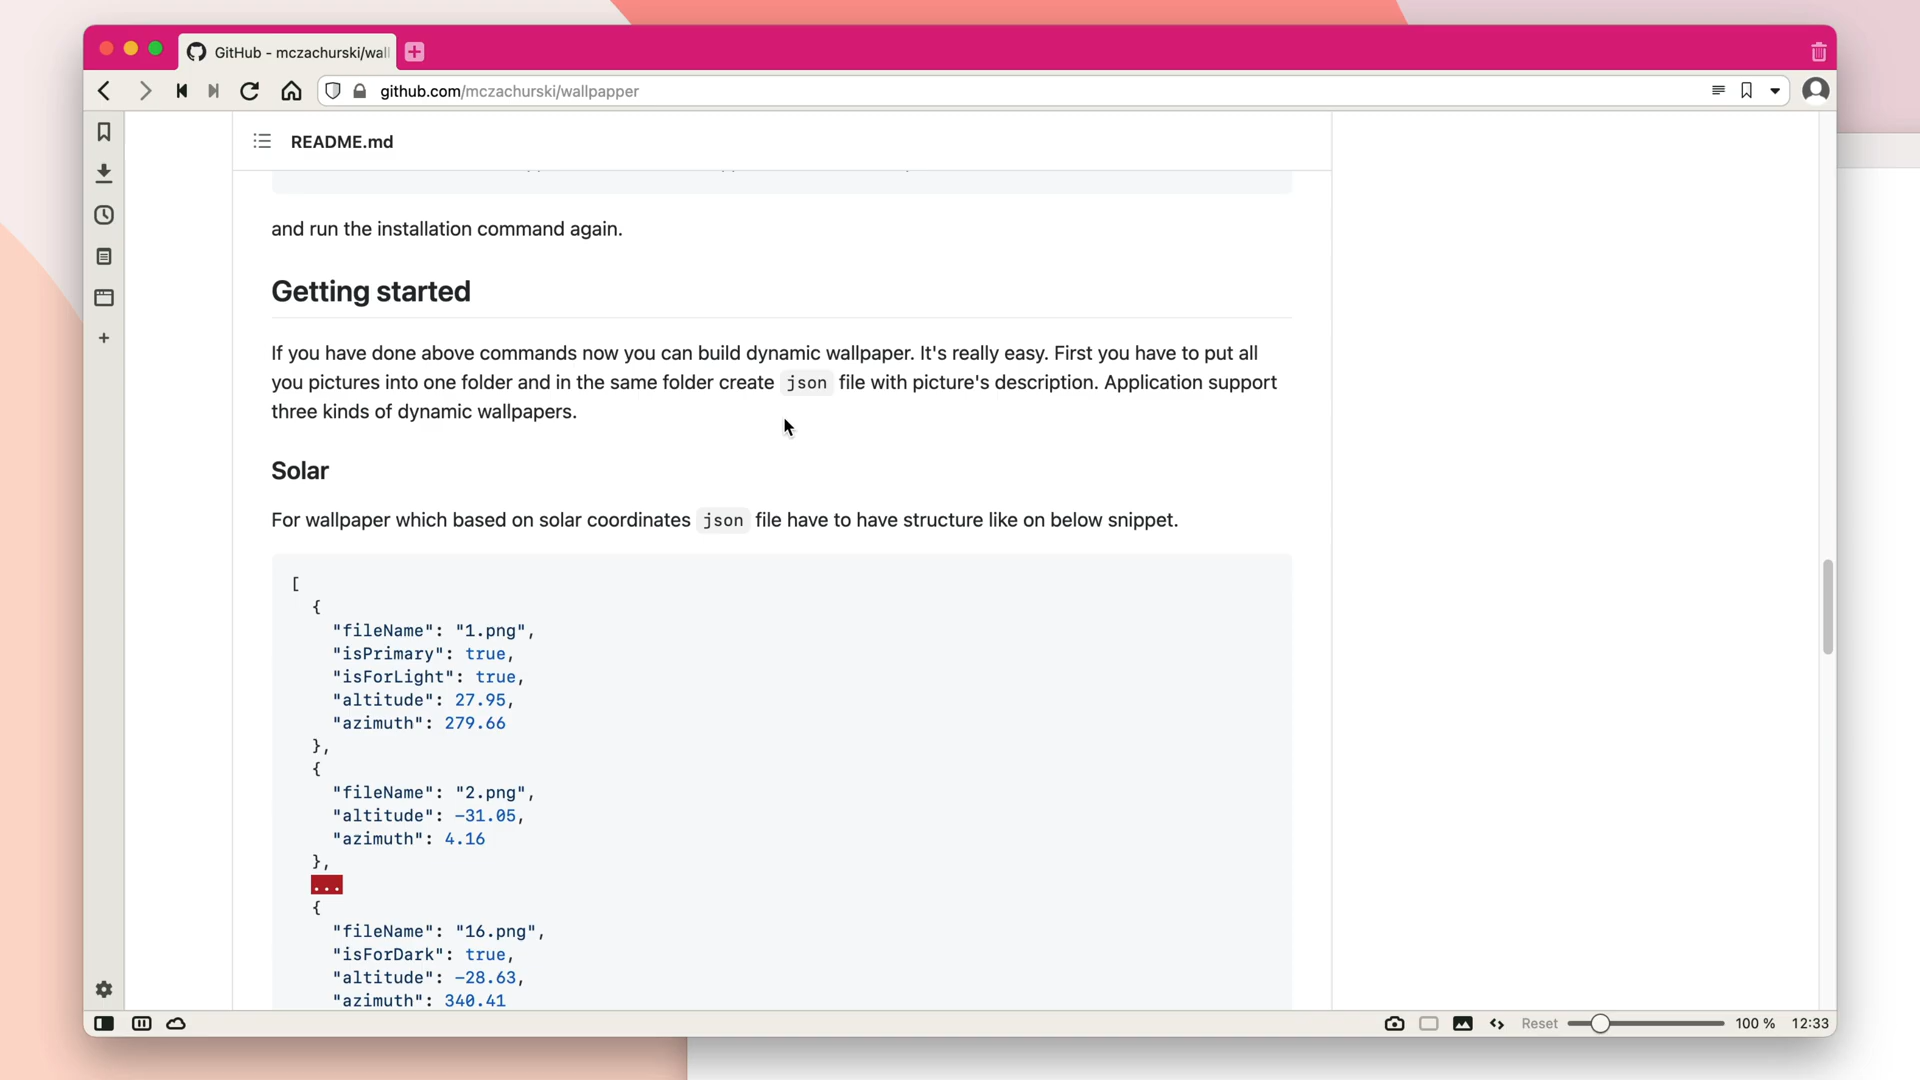 GitHub - mczachurski/wal
github.com/mczachurski/wallpapper
README.md
and run the installation command again.
Getting started
If you have done above commands now you can build dynamic wallpaper. It's really easy. First you have to put all
you pictures into one folder and in the same folder create json file with picture's description. Application support
three kinds of dynamic wallpapers.
Solar
For wallpaper which based on solar coordinates json file have to have structure like on below snippet.
[
{
"fileName": "1.png",
"isPrimary": true,
"isForLight": true,
"altitude": 27.95,
"azimuth": 279.66
},
{
"fileName": "2.png",
"altitude": -31.05,
"azimuth": 4.16
},
...
{
"fileName": "16.png",
"isForDark": true,
"altitude": -28.63,
"azimuth": 340.41
Reset 100 % 12:33